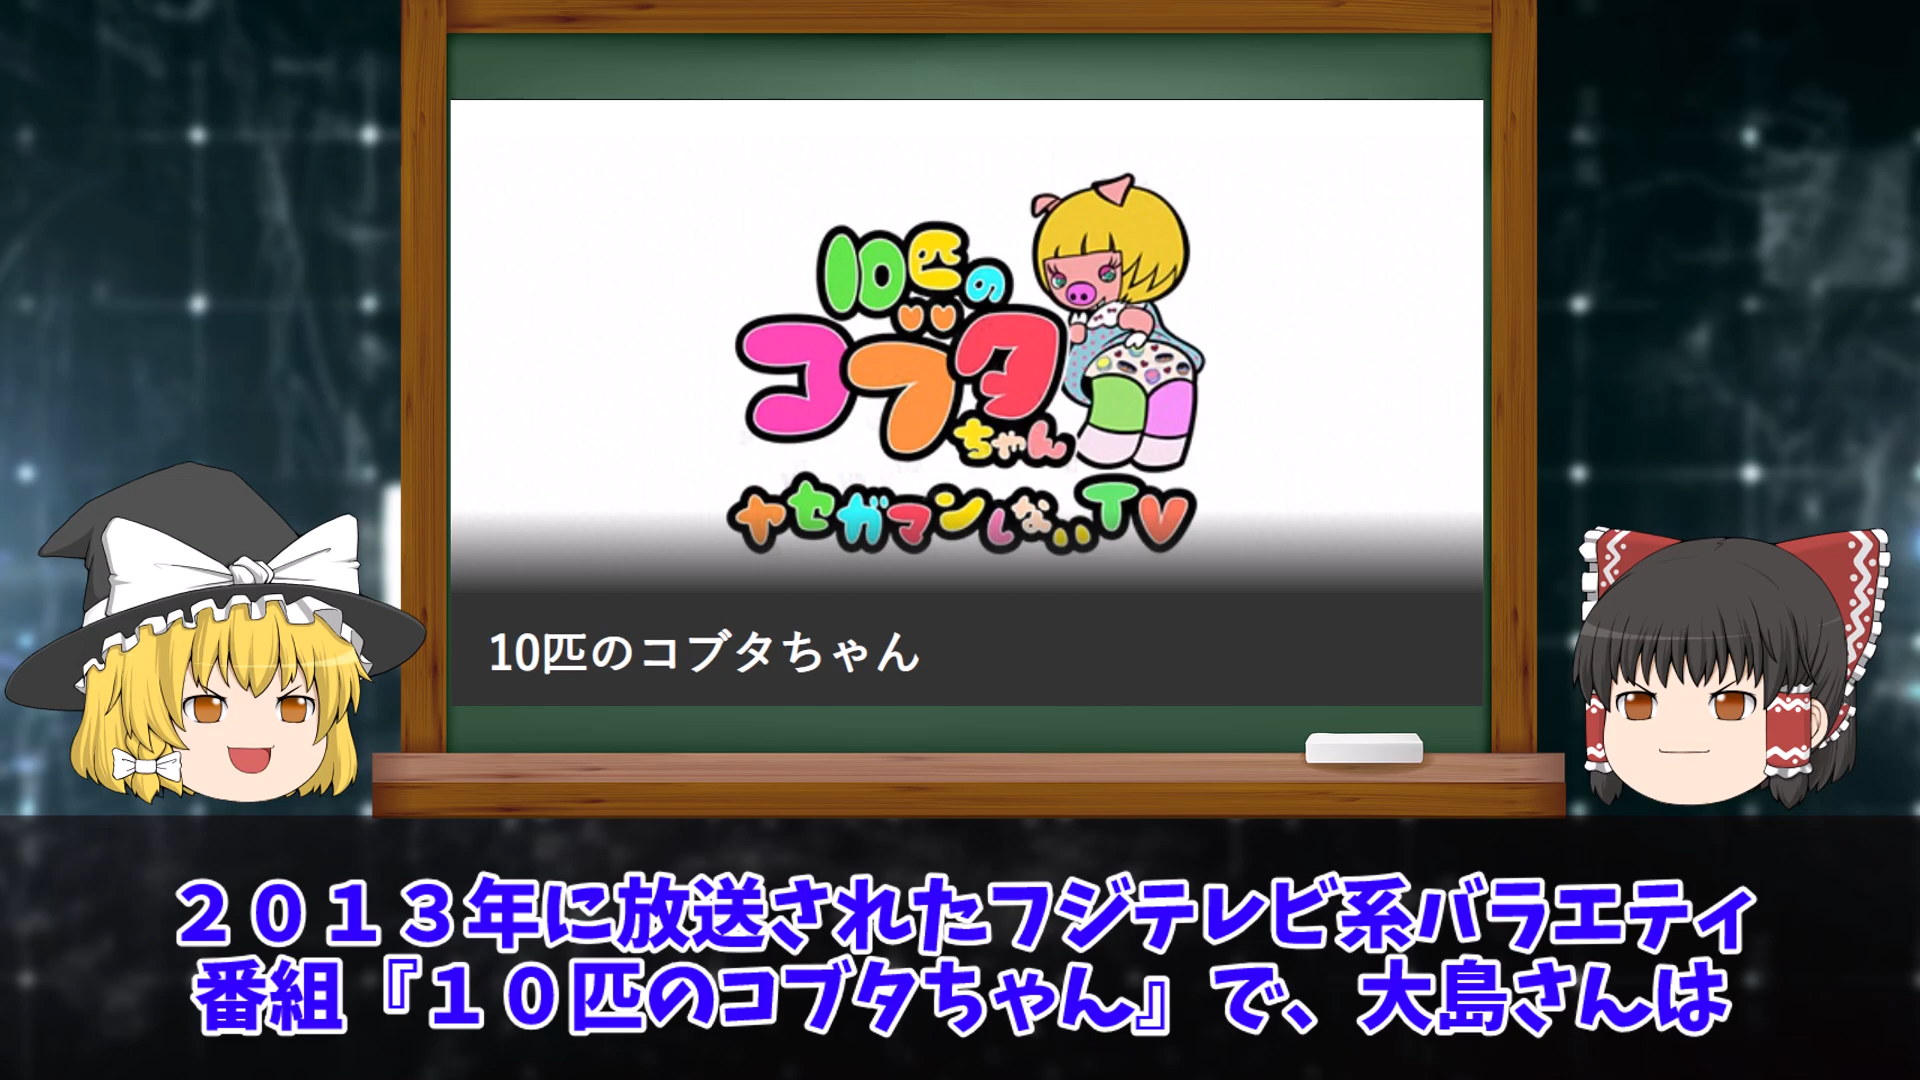 10匹の
コブタ
ちゃん
ヤセガマンしないTV
10匹のコブタちゃん
２０１３年に放送されたフジテレビ系バラエティ
番組『１０匹のコブタちゃん』で、大島さんは